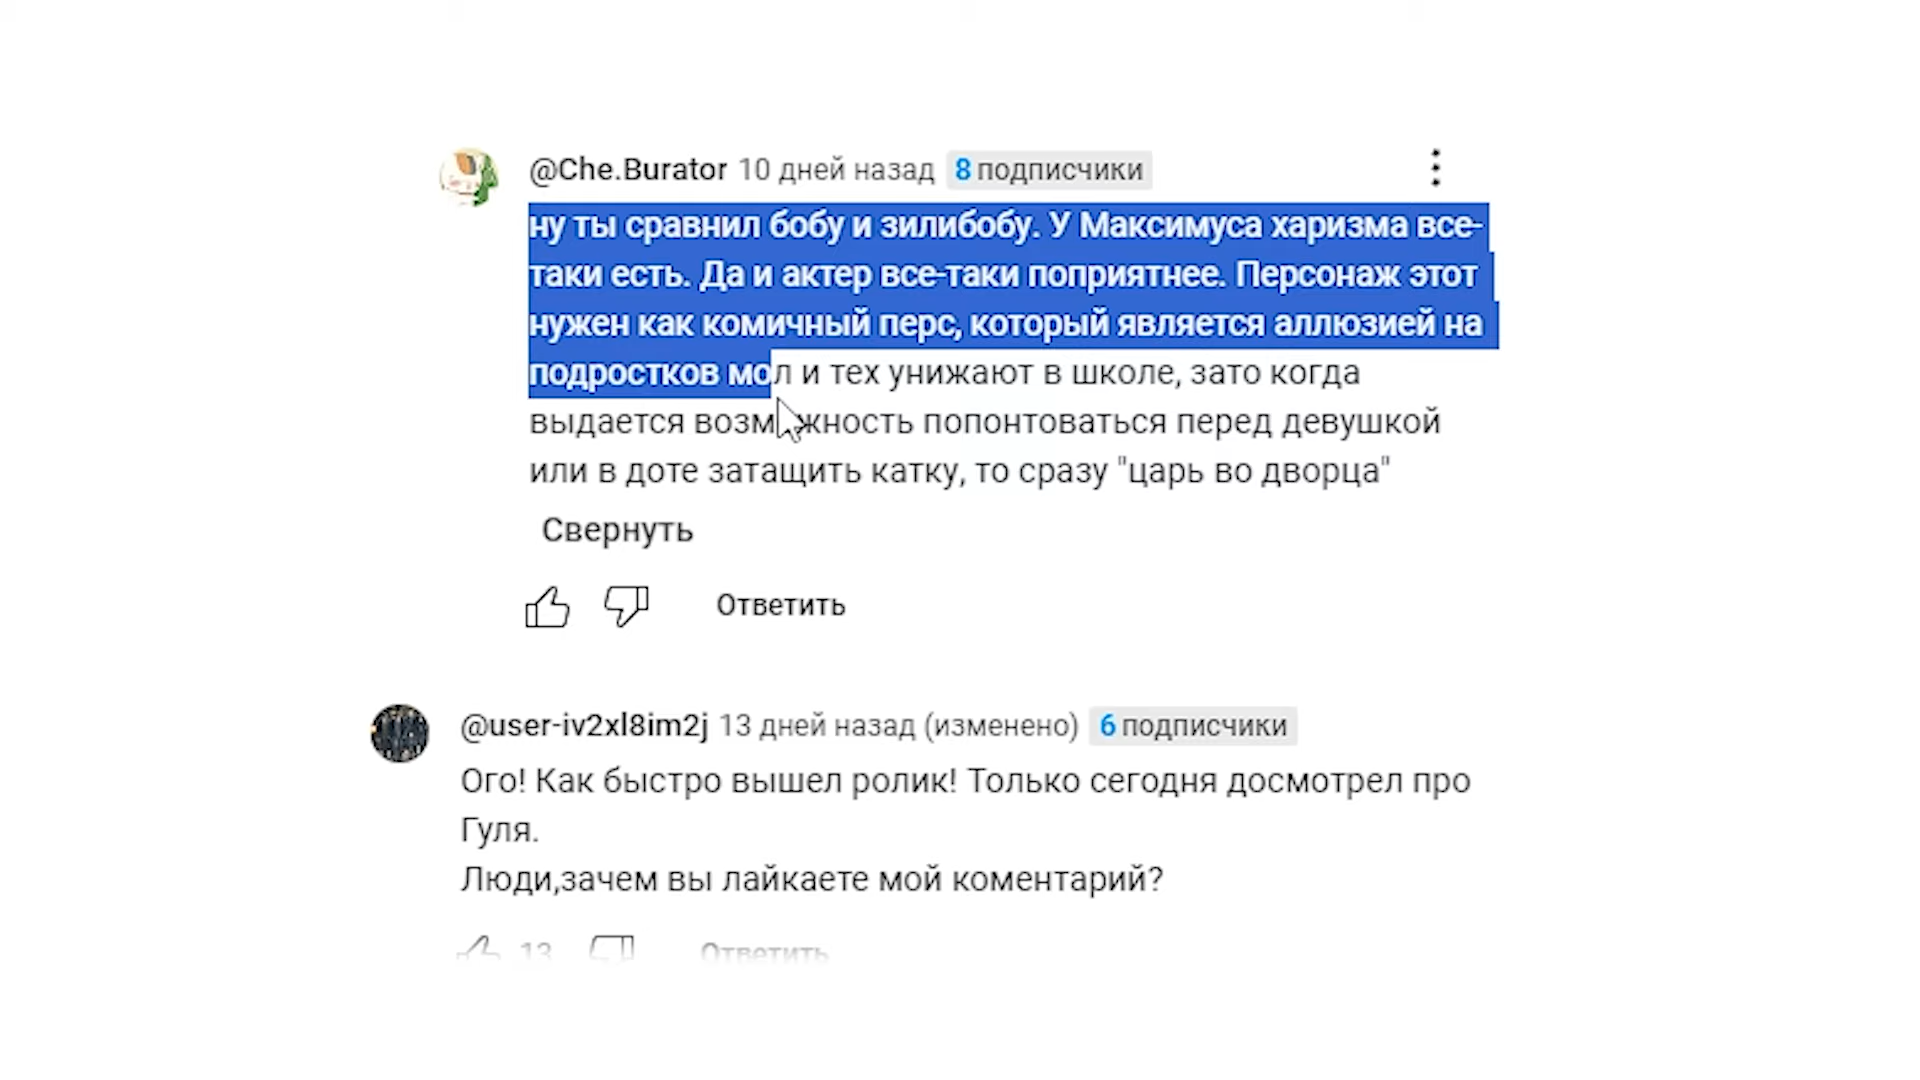 @Che.Burator 10 дней назад 8 подписчики
ну ты сравнил бобу и зилибобу. У Максимуса харизма все-
таки есть. Да и актер все-таки поприятнее. Персонаж этот
нужен как комичный перс, который является аллюзией на
подростков мол и тех унижают в школе, зато когда
выдается возможность попонтоваться перед девушкой
или в доте затащить катку, то сразу "царь во дворца"
Свернуть
Ответить
@user-iv2xl8im2j 13 дней назад (изменено) 6 подписчики
Ого! Как быстро вышел ролик! Только сегодня досмотрел про
Гуля.
Люди,зачем вы лайкаете мой коментарий?
13 Ответить